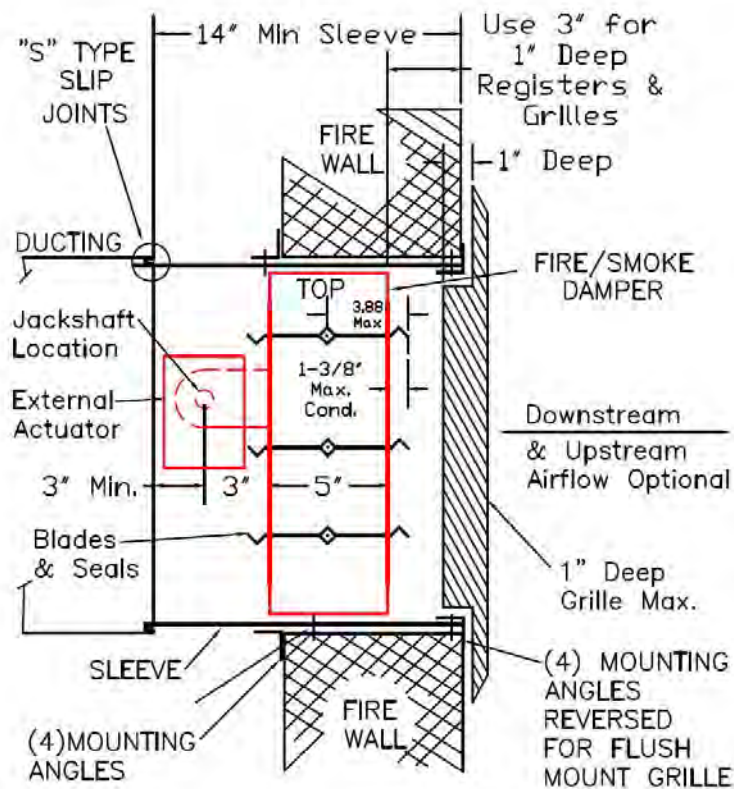 14" Min Sleeve
Use 3" for
1" Deep
Registers &
Grilles
"S" TYPE
SLIP
JOINTS
FIRE
WALL
1" Deep
DUCTING
FIRE/SMOKE
DAMPER
TOP
3.88
Max
Jackshaft
Location
1-3/8"
Max.
Cond.
External
Actuator
Downstream
& Upstream
Airflow Optional
3" Min.
3"
5"
Blades
& Seals
1" Deep
Grille Max.
SLEEVE
(4) MOUNTING
ANGLES
REVERSED
FOR FLUSH
MOUNT GRILLE
FIRE
WALL
(4)MOUNTING
ANGLES